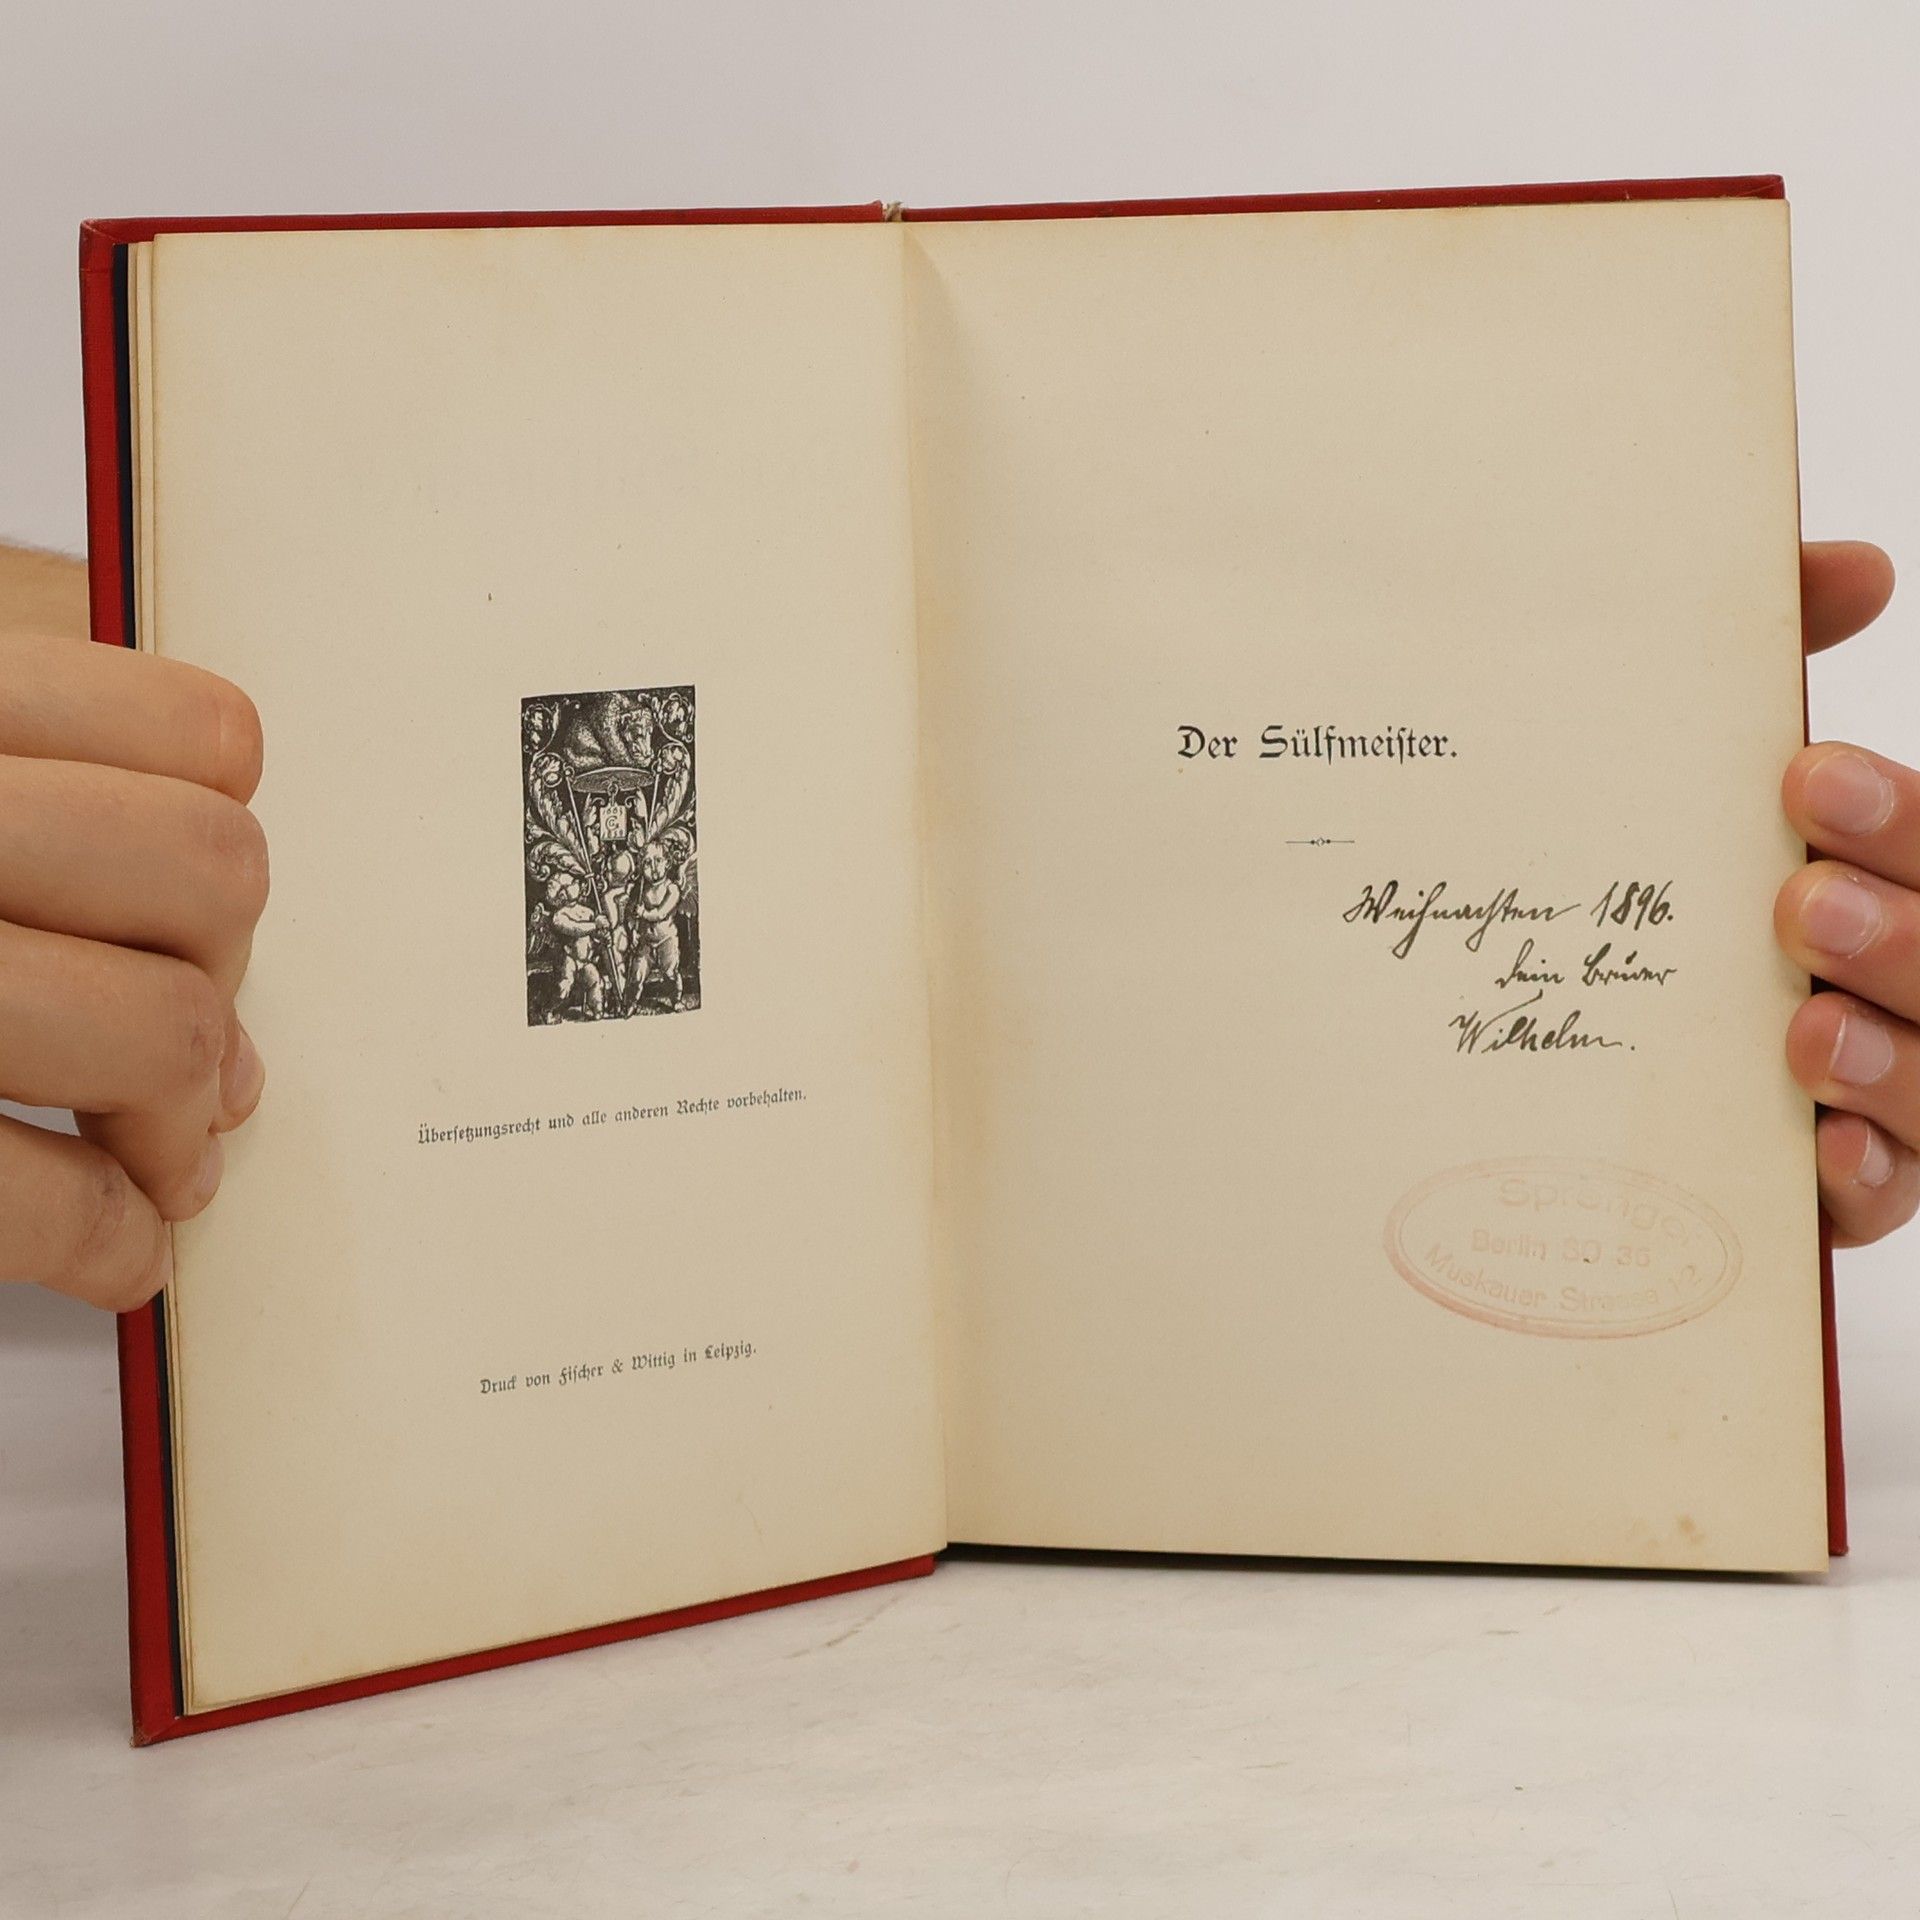 Übersetzungsrecht und alle anderen Rechte vorbehalten.
Druck von Fischer & Wittig in Leipzig.
Der Sülfmeister.
Weihnachten 1896.
Dein Bruder
Wilhelm.
Sprenger
Berlin SO 36
Muskauer Strasse 12